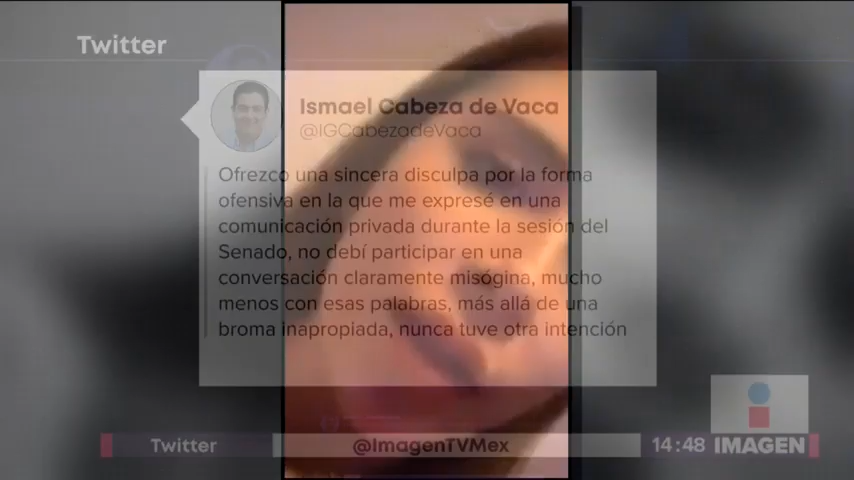 Twitter
Ismael Cabeza de Vaca
@IGCabezadeVaca
Ofrezco una sincera disculpa por la forma
ofensiva en la que me expresé en una
comunicación privada durante la sesión del
Senado, no debí participar en una
conversación claramente misógina, mucho
menos con esas palabras, más allá de una
broma inapropiada, nunca tuve otra intención
Twitter
@ImagenTVMex
14:48 IMAGEN